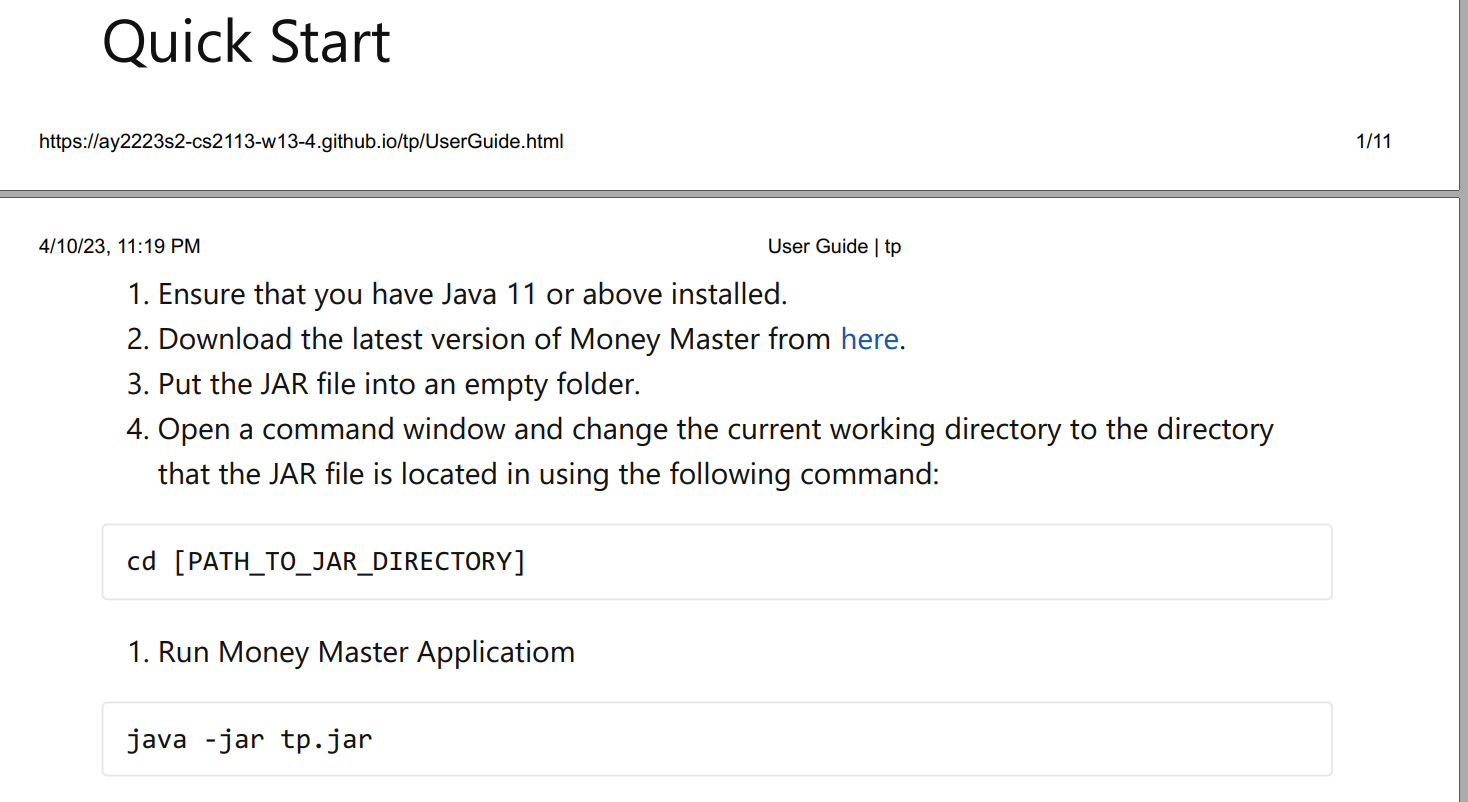 Quick Start
https://ay2223s2-cs2113-w13-4.github.io/tp/UserGuide.html 1/11
4/10/23, 11:19 PM User Guide | tp
1. Ensure that you have Java 11 or above installed.
2. Download the latest version of Money Master from here.
3. Put the JAR file into an empty folder.
4. Open a command window and change the current working directory to the directory
that the JAR file is located in using the following command:
cd [PATH_TO_JAR_DIRECTORY]
1. Run Money Master Applicatiom
java -jar tp.jar